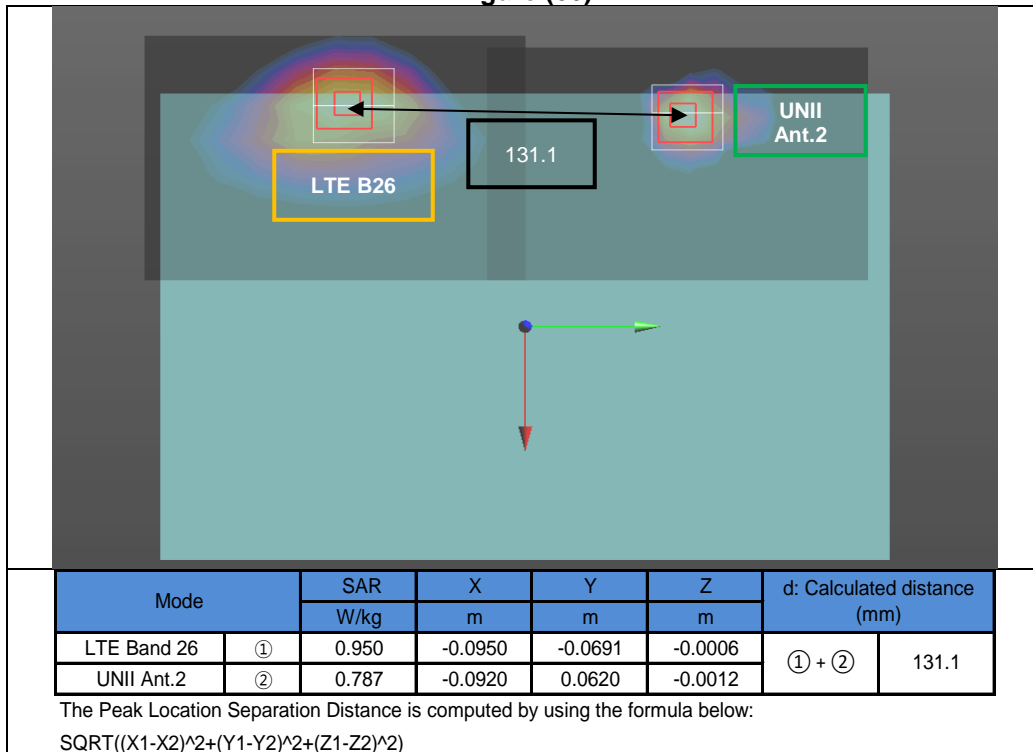 131.1
UNII
Ant.2
LTE B26
Mode SAR X Y Z d: Calculated distance
(mm)
W/kg m m m
LTE Band 26 ① 0.950 -0.0950 -0.0691 -0.0006 ① + ② 131.1
UNII Ant.2 ② 0.787 -0.0920 0.0620 -0.0012
The Peak Location Separation Distance is computed by using the formula below:
SQRT((X1-X2)^2+(Y1-Y2)^2+(Z1-Z2)^2)